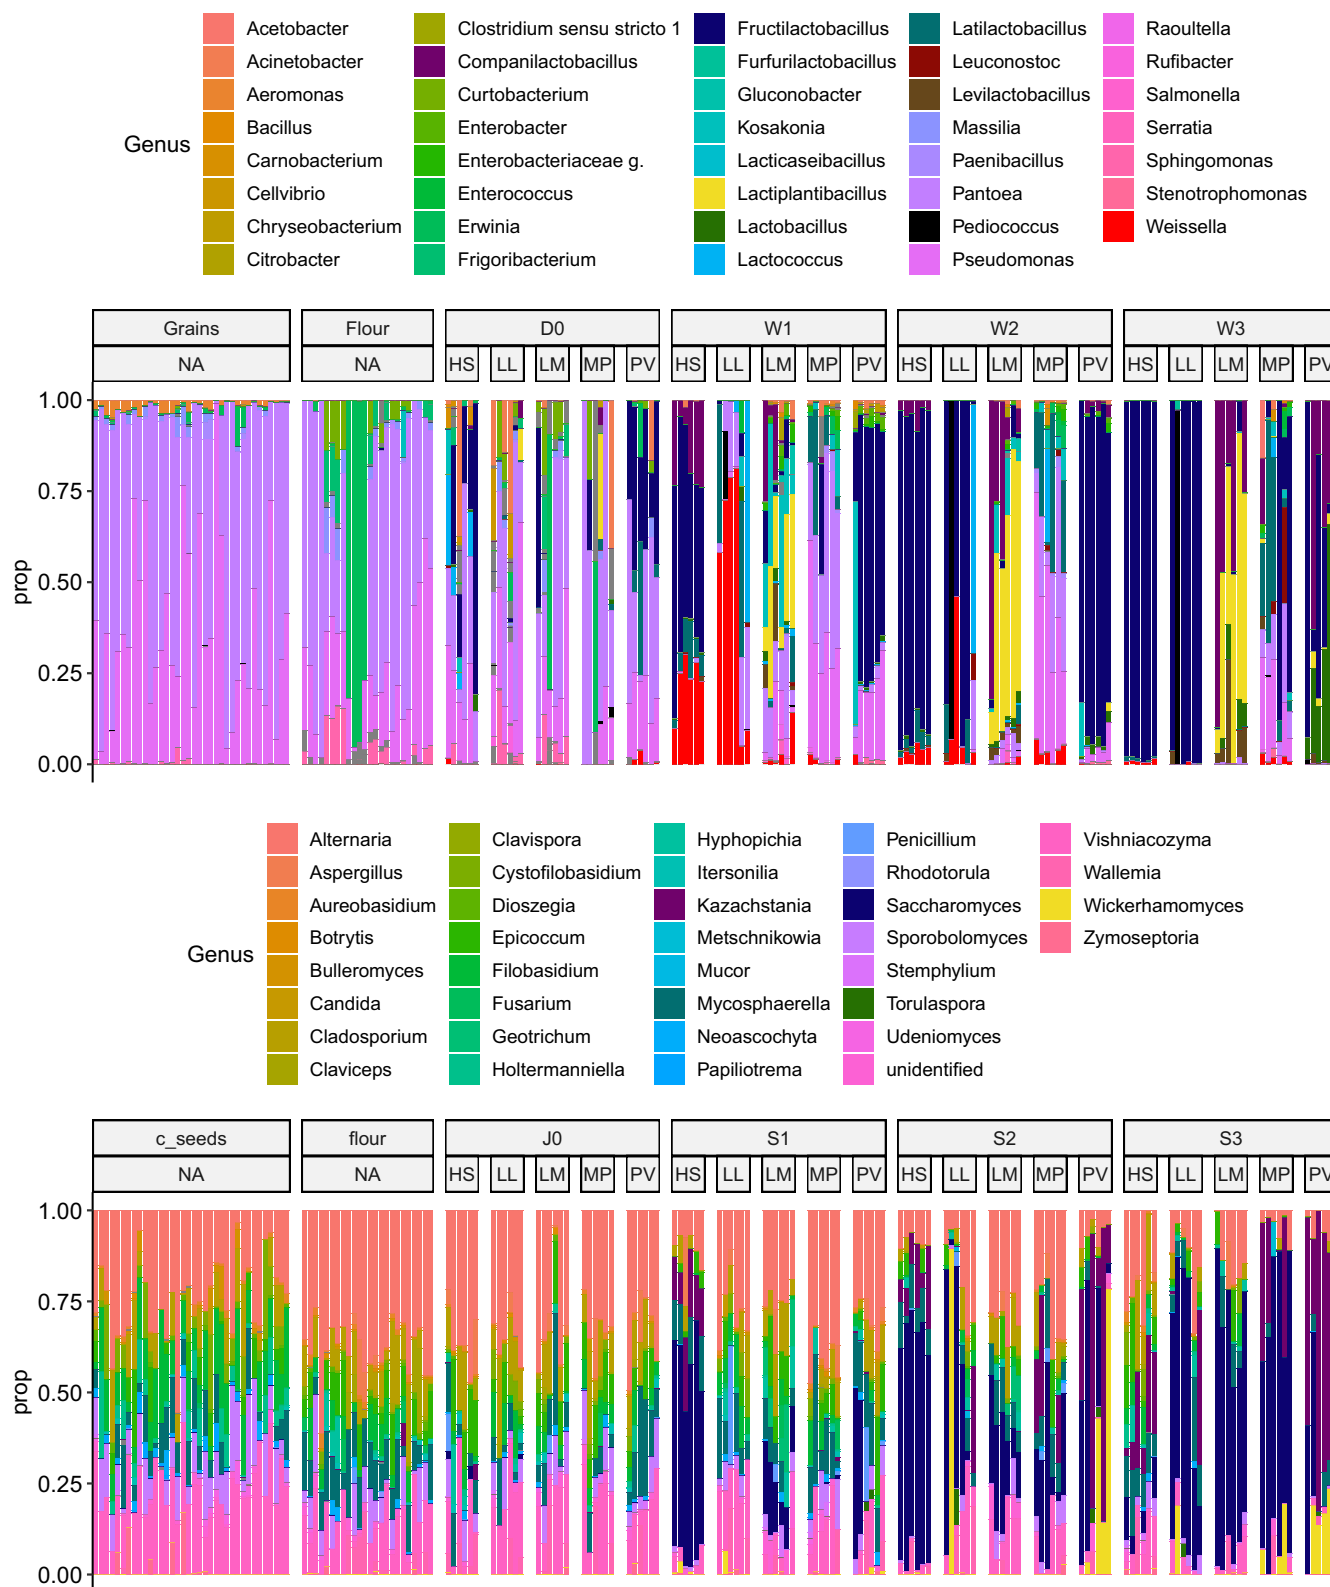 Acetobacter Clostridium sensu stricto 1 Fructilactobacillus Latilactobacillus Raoultella
Acinetobacter Companilactobacillus Furfurilactobacillus Leuconostoc Rufibacter
Aeromonas Curtobacterium Gluconobacter Levilactobacillus Salmonella
Bacillus Enterobacter Kosakonia Massilia Serratia
Genus
Carnobacterium Enterobacteriaceae g. Lacticaseibacillus Paenibacillus Sphingomonas
Cellvibrio Enterococcus Lactiplantibacillus Pantoea Stenotrophomonas
Chryseobacterium Erwinia Lactobacillus Pediococcus Weissella
Citrobacter Frigoribacterium Lactococcus Pseudomonas
Grains Flour D0 W1 W2 W3
NA NA HS LL LM MP PV HS LL LM MP PV HS LL LM MP PV HS LL LM MP PV
1.00
0.75
0.50
0.25
0.00
prop
Alternaria Clavispora Hyphopichia Penicillium Vishniacozyma
Aspergillus Cystofilobasidium Itersonilia Rhodotorula Wallemia
Aureobasidium Dioszegia Kazachstania Saccharomyces Wickerhamomyces
Botrytis Epicoccum Metschnikowia Sporobolomyces Zymoseptoria
Genus
Bulleromyces Filobasidium Mucor Stemphylium
Candida Fusarium Mycosphaerella Torulaspora
Cladosporium Geotrichum Neoascochyta Udeniomyces
Claviceps Holtermanniella Papiliotrema unidentified
c_seeds flour J0 S1 S2 S3
NA NA HS LL LM MP PV HS LL LM MP PV HS LL LM MP PV HS LL LM MP PV
1.00
0.75
0.50
0.25
0.00
prop